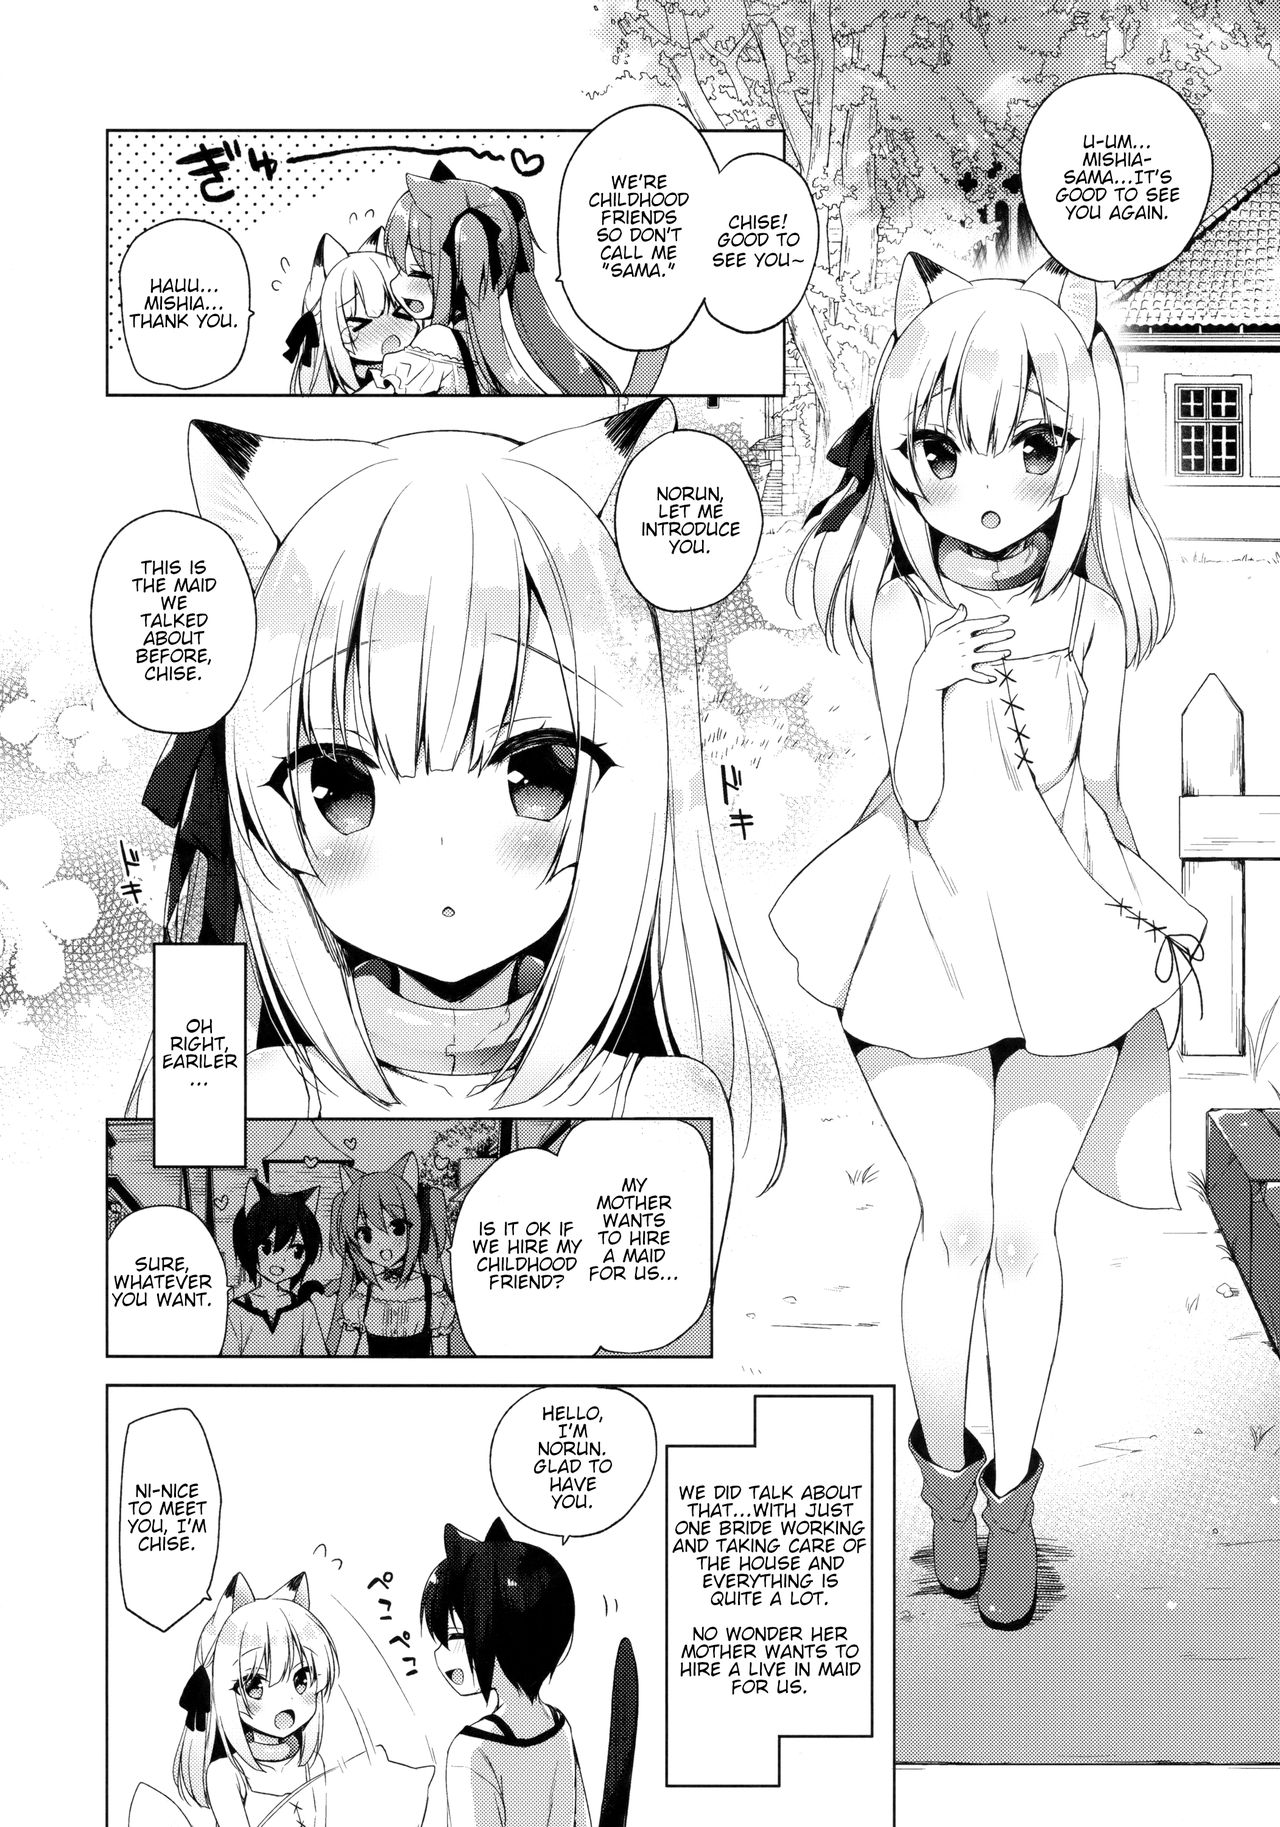 U-UM...
MISHIA-
SAMA...IT'S
GOOD TO SEE
YOU AGAIN.
CHISE!
GOOD TO
SEE YOU~
WE'RE
CHILDHOOD
FRIENDS
SO DON'T
CALL ME
"SAMA."
ぎゅ
HAUU...
MISHIA...
THANK YOU.
NORUN,
LET ME
INTRODUCE
YOU.
THIS IS
THE MAID
WE
TALKED
ABOUT
BEFORE,
CHISE.
ドキ
ドキ
OH
RIGHT,
EARILER
...
MY
MOTHER
WANTS
TO HIRE
A MAID
FOR US...
IS IT OK IF
WE HIRE MY
CHILDHOOD
FRIEND?
SURE,
WHATEVER
YOU WANT.
WE DID TALK ABOUT
THAT...WITH JUST
ONE BRIDE WORKING
AND TAKING CARE OF
THE HOUSE AND
EVERYTHING IS
QUITE A LOT.
NO WONDER HER
MOTHER WANTS TO
HIRE A LIVE IN MAID
FOR US.
HELLO,
I'M
NORUN.
GLAD TO
HAVE
YOU.
ぺこ
ぺこ
NI-NICE
TO MEET
YOU, I'M
CHISE.